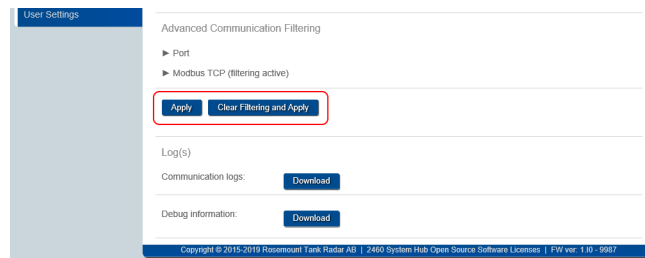 User Settings
Advanced Communication Filtering
► Port
► Modbus TCP (filtering active)
Apply Clear Filtering and Apply
Log(s)
Communication logs: Download
Debug information: Download
Copyright © 2015-2019 Rosemount Tank Radar AB | 2460 System Hub Open Source Software Licenses | FW ver: 1.I0 - 9987